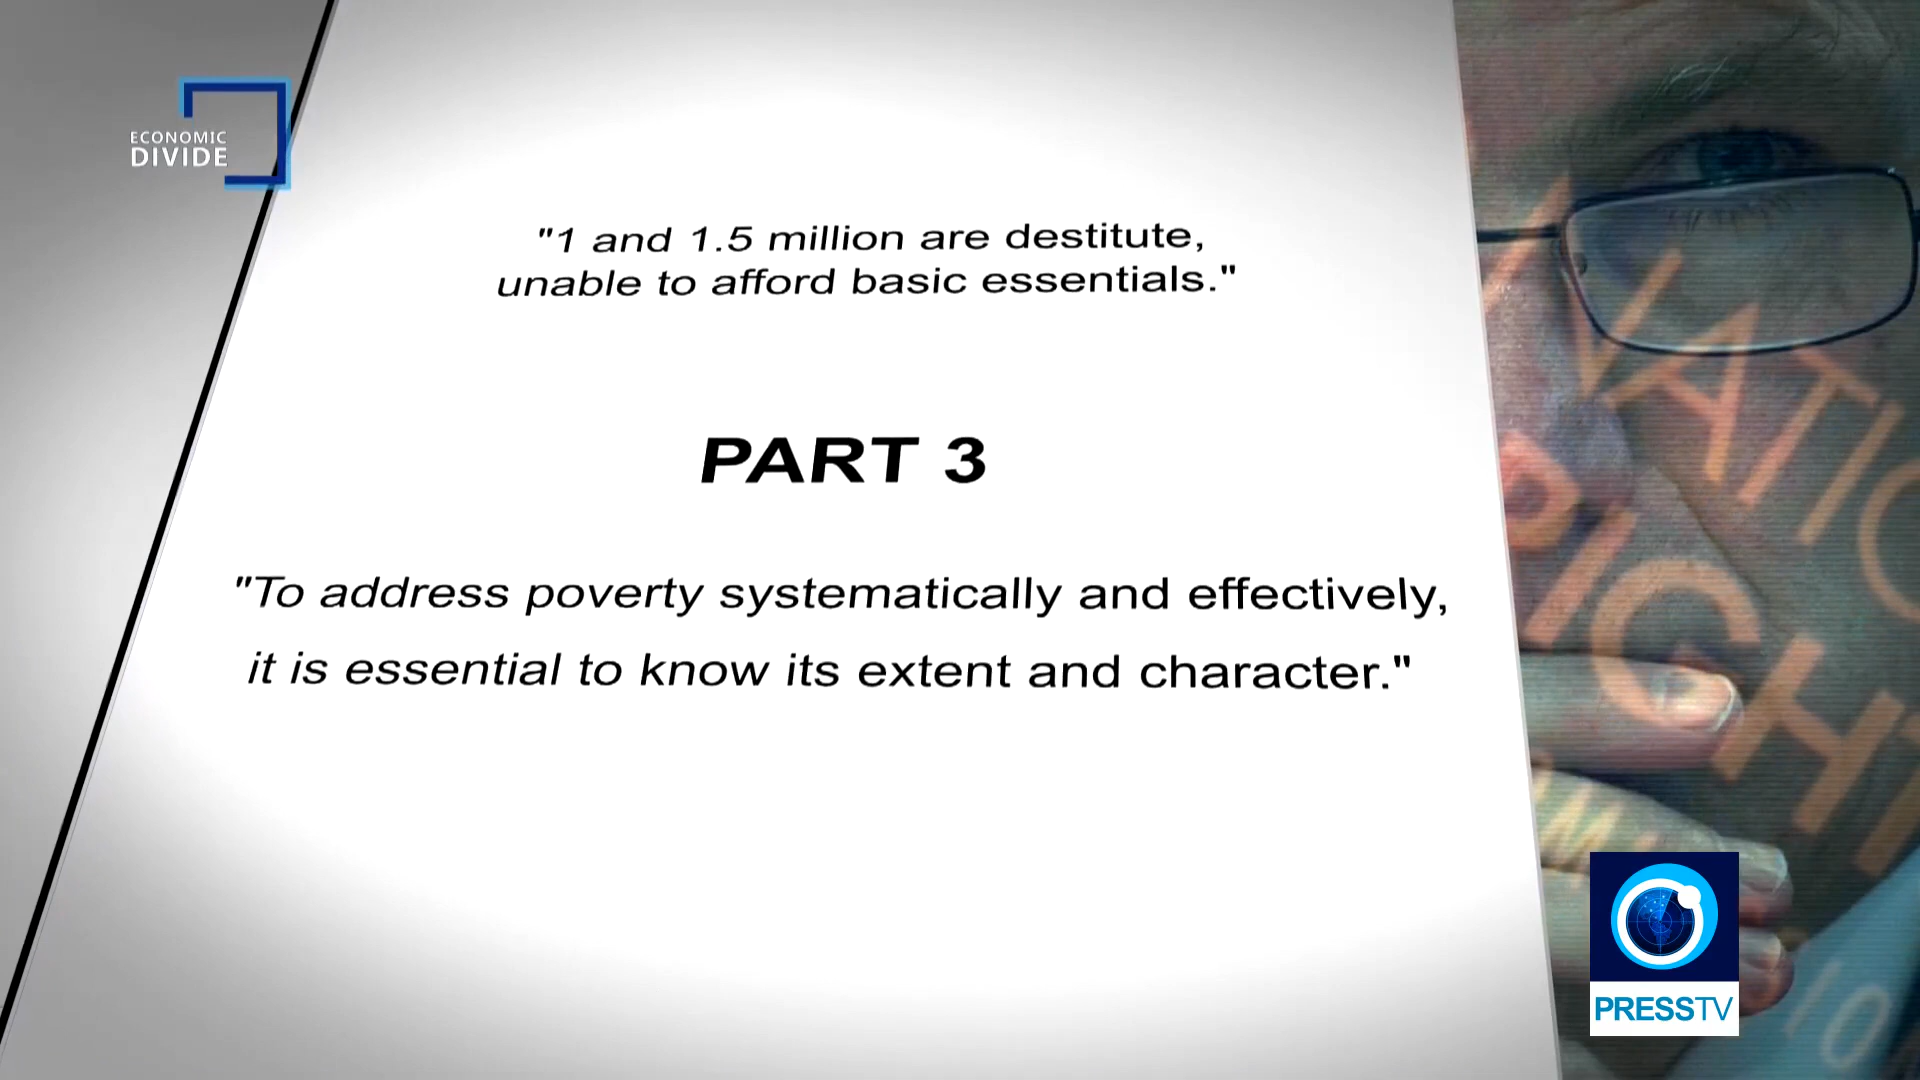 ECONOMIC
DIVIDE
"1 and 1.5 million are destitute,
unable to afford basic essentials."
PART 3
"To address poverty systematically and effectively,
it is essential to know its extent and character."
PRESSTV